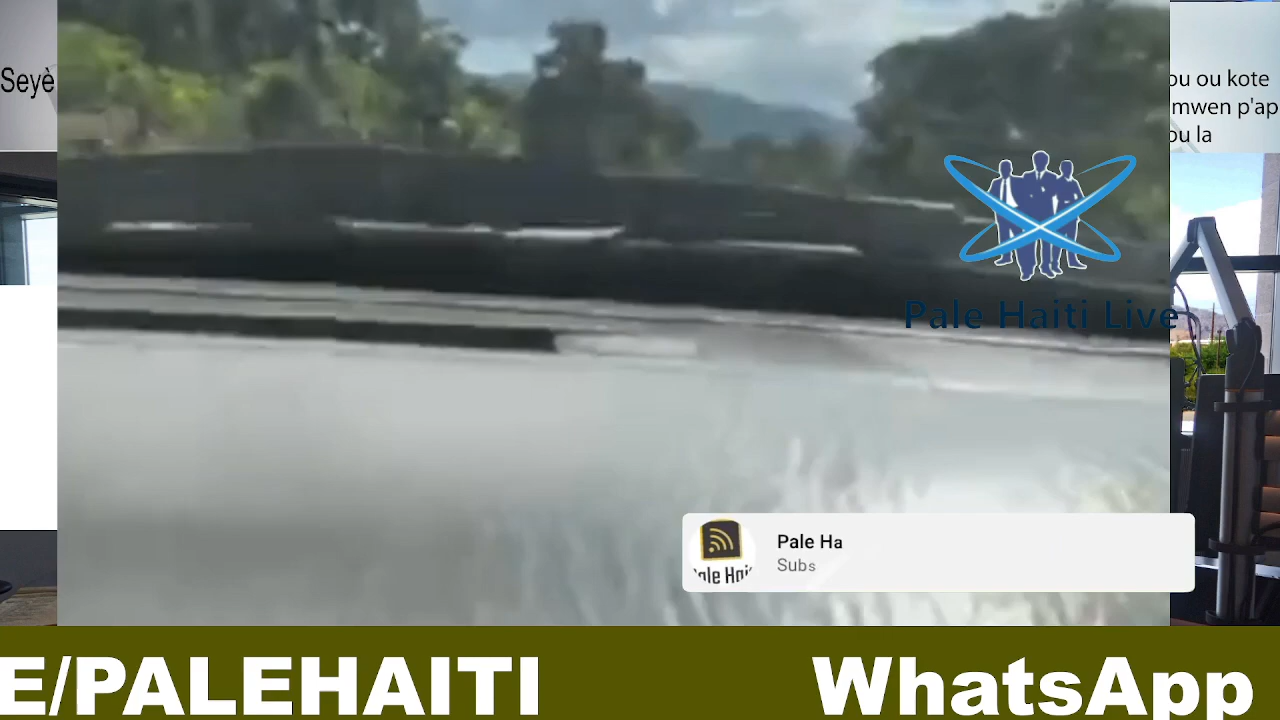 Seyè
ou ou kote
mwen p'ap
ou la
Pale Haiti Live
Pale Ha
Subs
E/PALEHAITI WhatsApp